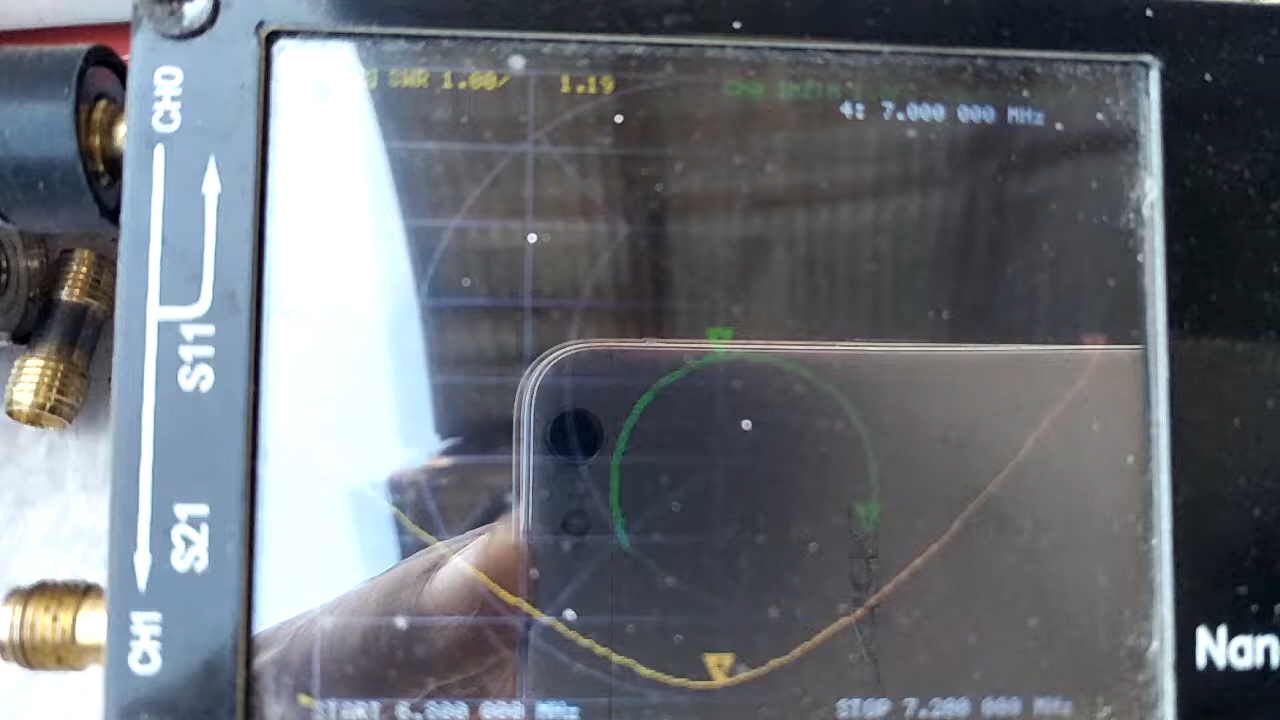 SWR 1.00/ 1.19
4: 7.000 000 MHz
CH0
S11
S21
CH1
Nan
START 6.800 000 MHz
STOP 7.200 000 MHz